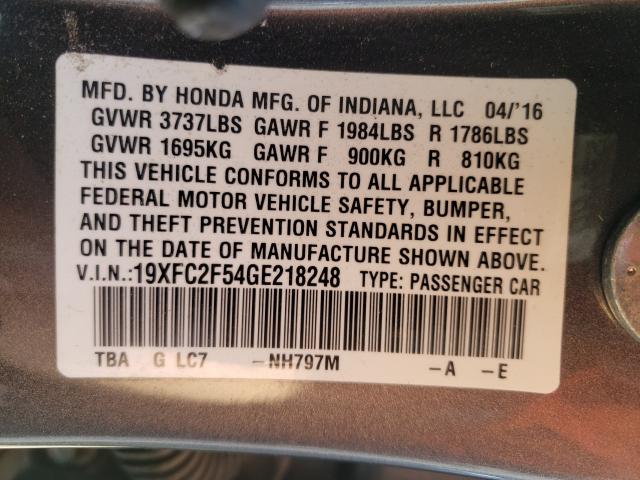 MFD. BY HONDA MFG. OF INDIANA, LLC 04/'16
GVWR 3737LBS GAWR F 1984LBS R 1786LBS
GVWR 1695KG GAWR F 900KG R 810KG
THIS VEHICLE CONFORMS TO ALL APPLICABLE
FEDERAL MOTOR VEHICLE SAFETY, BUMPER,
AND THEFT PREVENTION STANDARDS IN EFFECT
ON THE DATE OF MANUFACTURE SHOWN ABOVE.
V.I.N.:19XFC2F54GE218248 TYPE: PASSENGER CAR
TBA G LC7 -NH797M -A -E